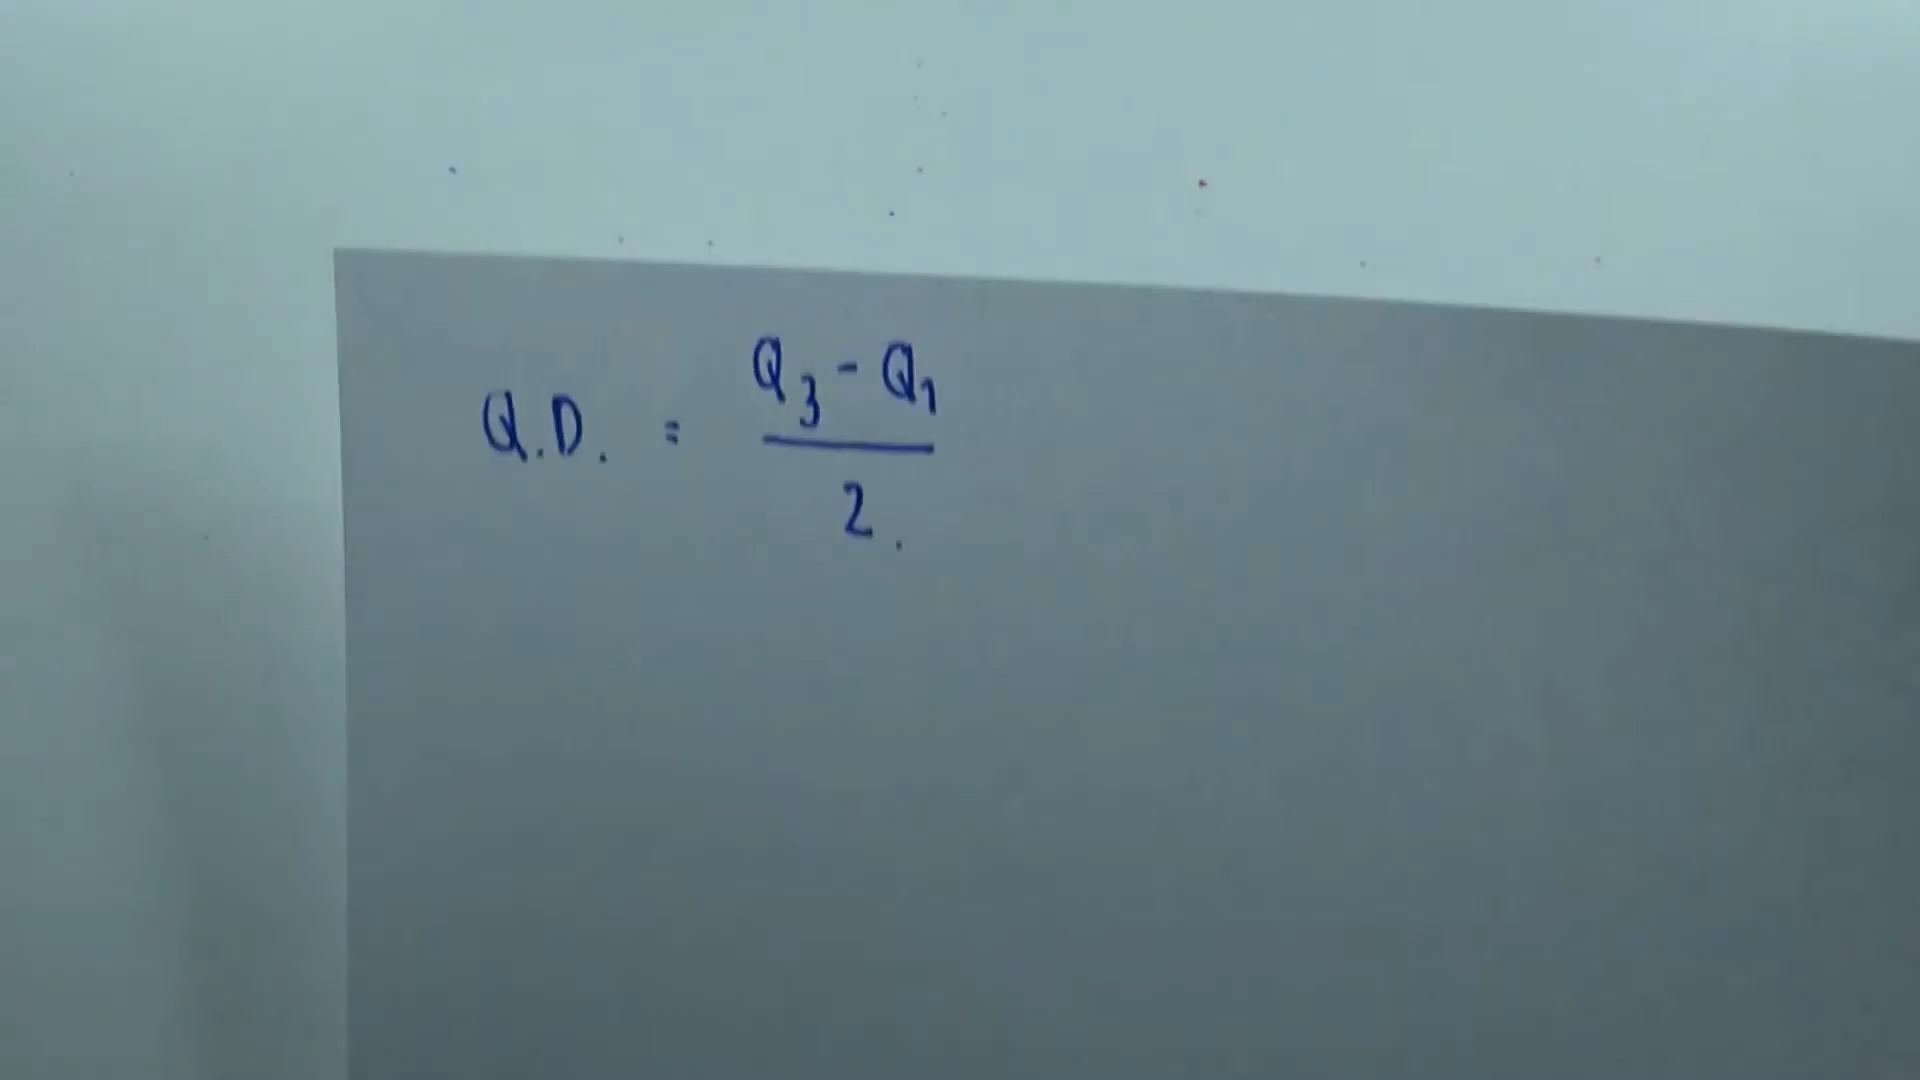 Q.D. = Q₃ - Q₁
2.